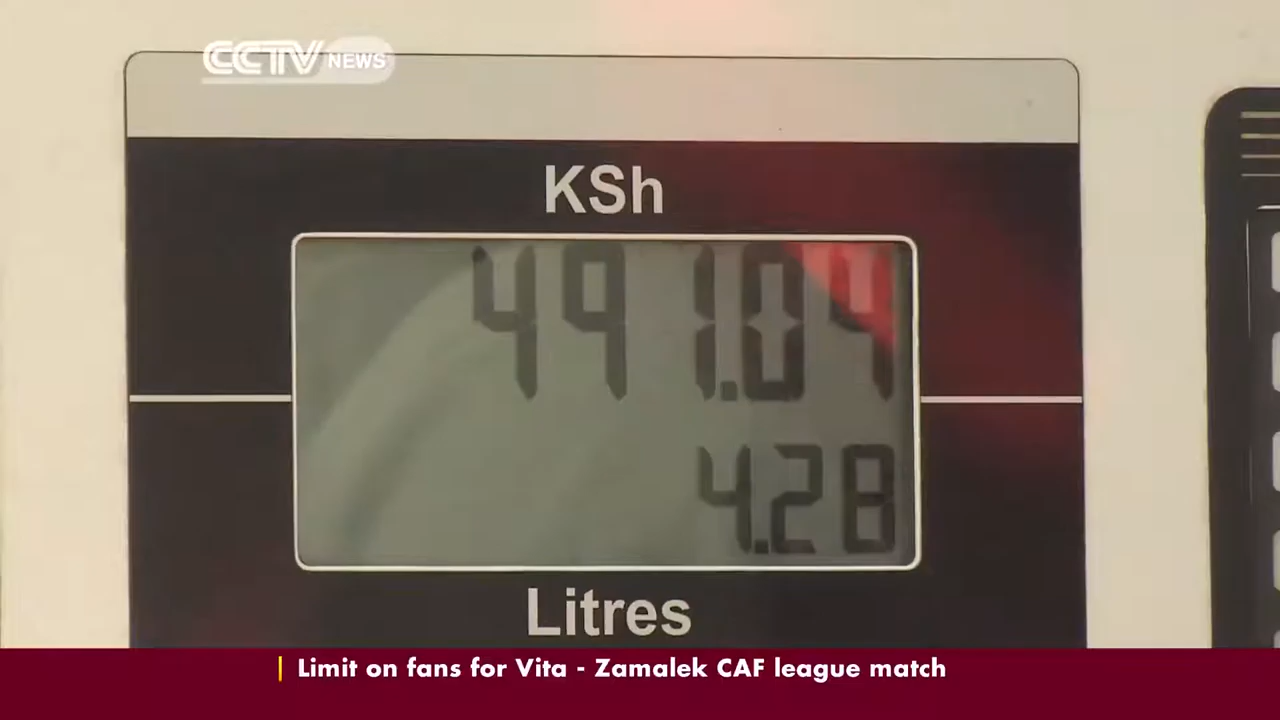 CCTV NEWS
KSh
491.04
4.28
Litres
Limit on fans for Vita - Zamalek CAF league match